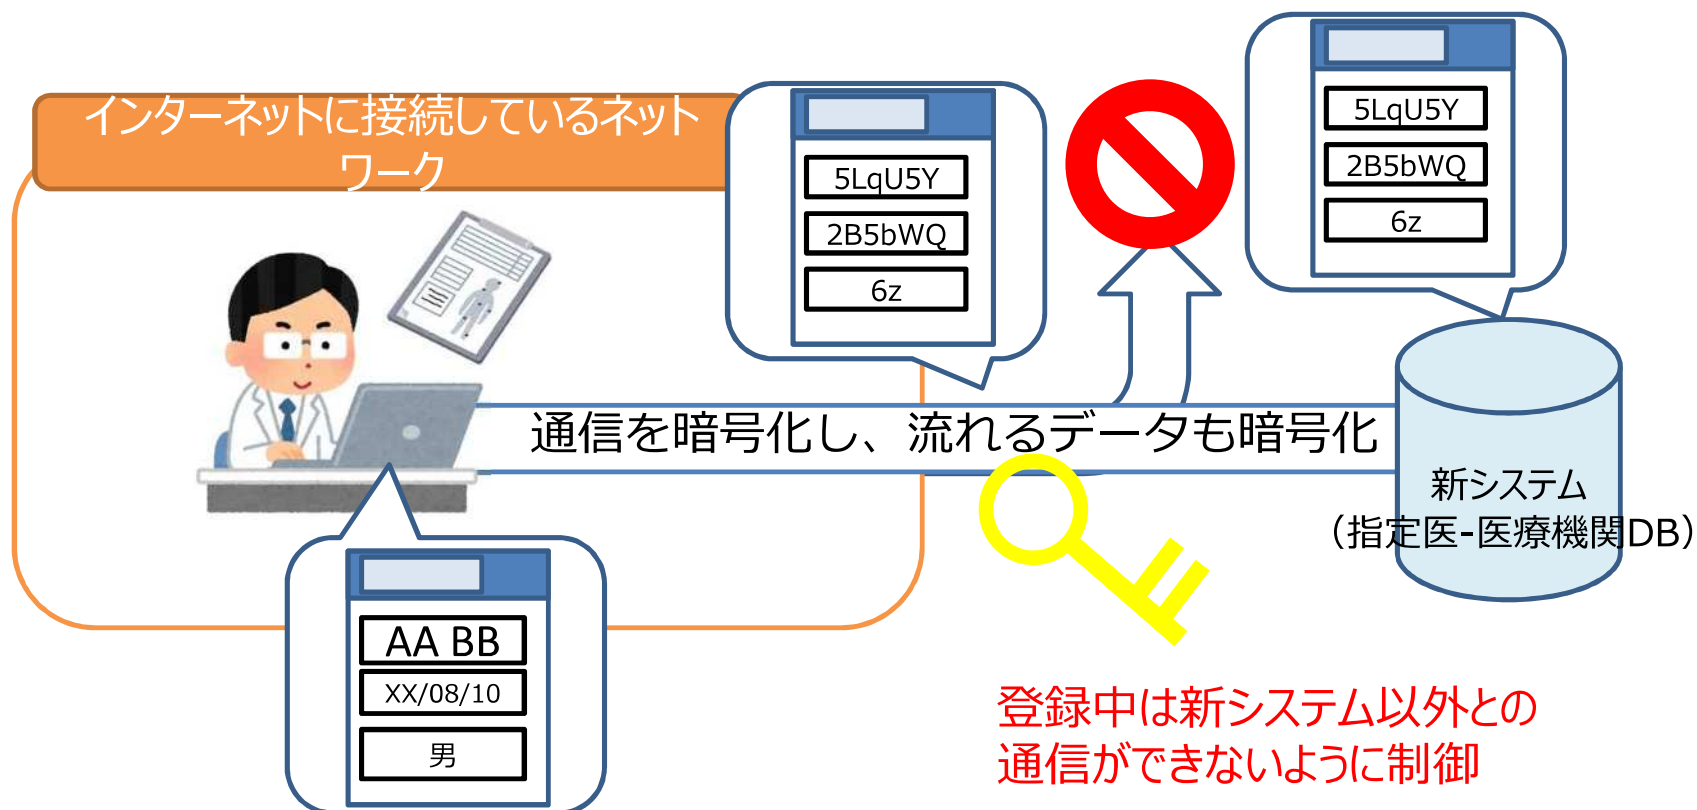 インターネットに接続しているネット
ワーク
5LqU5Y
2B5bWQ
6z
5LqU5Y
2B5bWQ
6z
通信を暗号化し、流れるデータも暗号化
新システム
（指定医-医療機関DB）
AA BB
XX/08/10
男
登録中は新システム以外との
通信ができないように制御